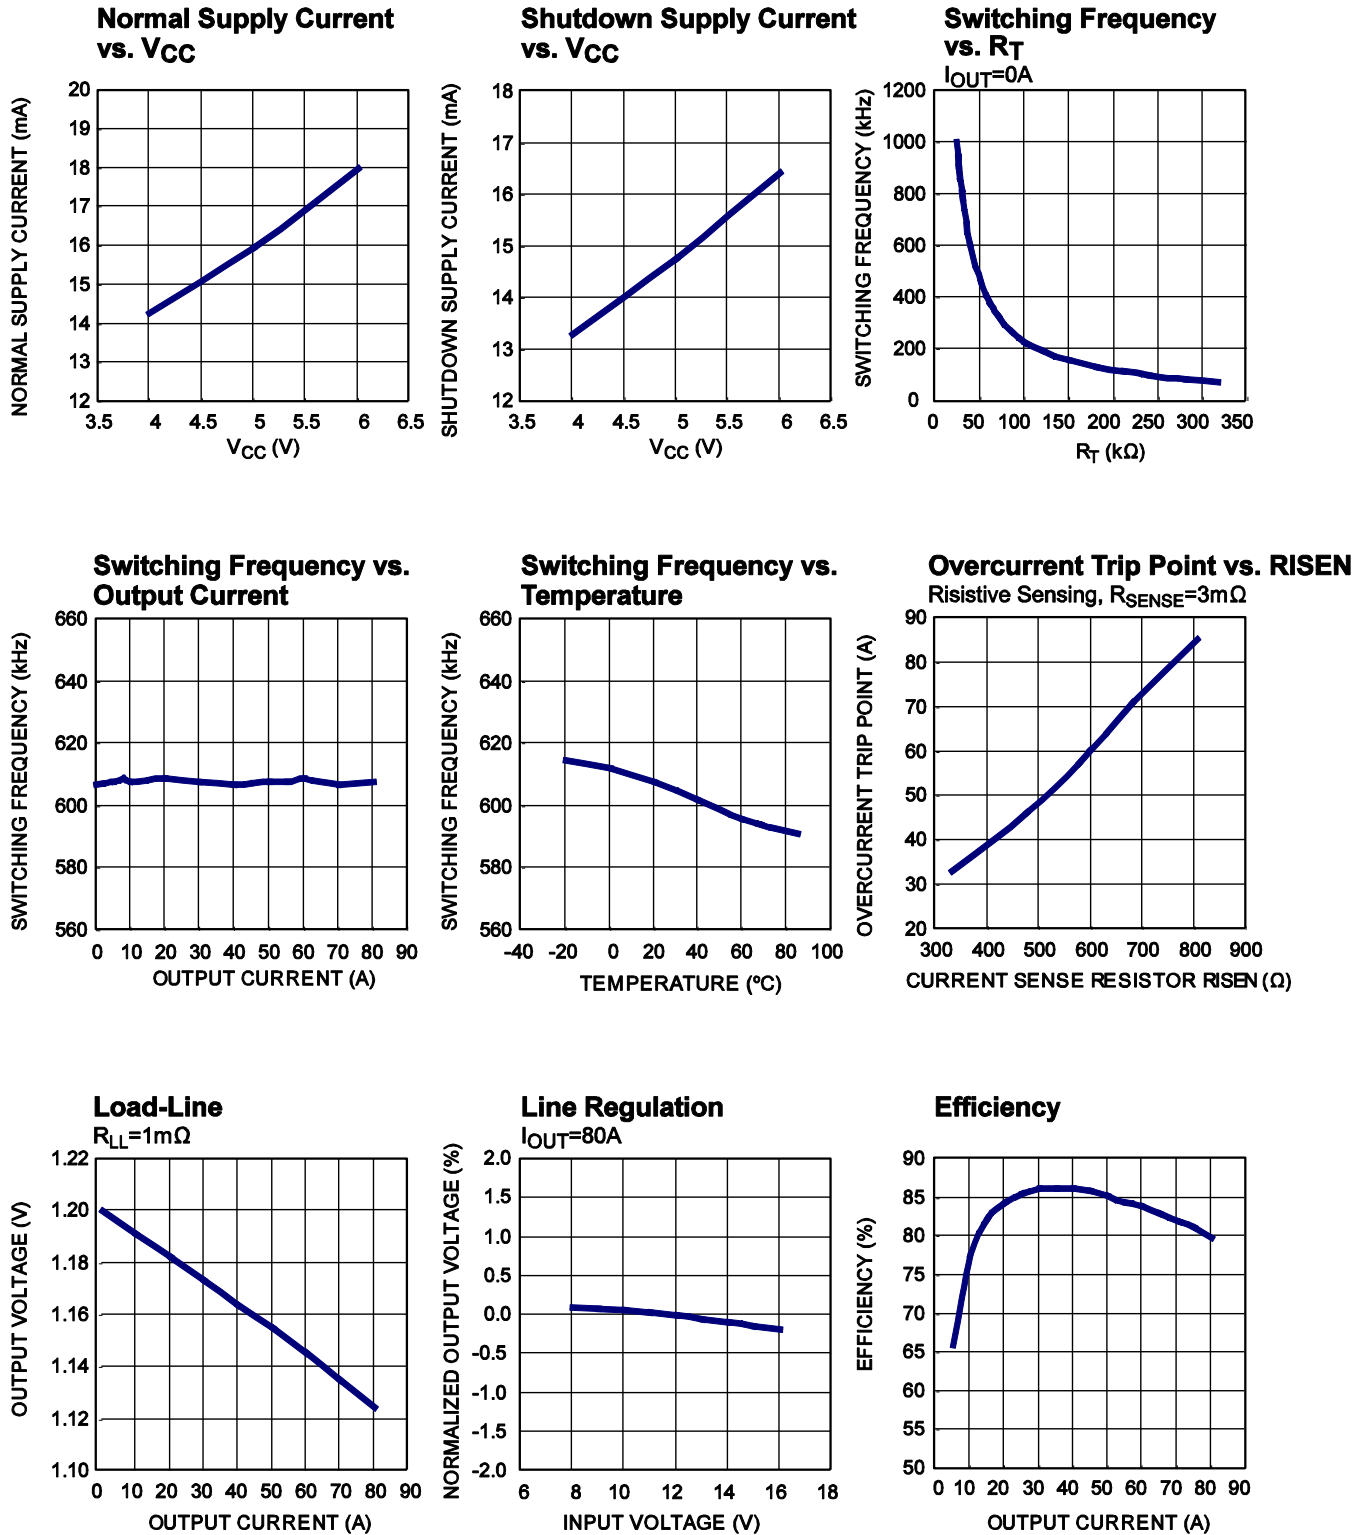 Normal Supply Current
vs. VCC
NORMAL SUPPLY CURRENT (mA)
20
19
18
17
16
15
14
13
12
3.5 4 4.5 5 5.5 6 6.5
VCC (V)
Shutdown Supply Current
vs. VCC
SHUTDOWN SUPPLY CURRENT (mA)
18
17
16
15
14
13
12
3.5 4 4.5 5 5.5 6 6.5
VCC (V)
Switching Frequency
vs. RT
IOUT=0A
SWITCHING FREQUENCY (kHz)
1200
1000
800
600
400
200
0
0 50 100 150 200 250 300 350
RT (kΩ)
Switching Frequency vs.
Output Current
SWITCHING FREQUENCY (kHz)
660
640
620
600
580
560
0 10 20 30 40 50 60 70 80 90
OUTPUT CURRENT (A)
Switching Frequency vs.
Temperature
SWITCHING FREQUENCY (kHz)
660
640
620
600
580
560
-40 -20 0 20 40 60 80 100
TEMPERATURE (ºC)
Overcurrent Trip Point vs. RISEN
Risistive Sensing, RSENSE=3mΩ
OVERCURRENT TRIP POINT (A)
90
80
70
60
50
40
30
20
300 400 500 600 700 800 900
CURRENT SENSE RESISTOR RISEN (Ω)
Load-Line
RLL=1mΩ
OUTPUT VOLTAGE (V)
1.22
1.20
1.18
1.16
1.14
1.12
1.10
0 10 20 30 40 50 60 70 80 90
OUTPUT CURRENT (A)
Line Regulation
IOUT=80A
NORMALIZED OUTPUT VOLTAGE (%)
2.0
1.5
1.0
0.5
0.0
-0.5
-1.0
-1.5
-2.0
6 8 10 12 14 16 18
INPUT VOLTAGE (V)
Efficiency
EFFICIENCY (%)
90
85
80
75
70
65
60
55
50
0 10 20 30 40 50 60 70 80 90
OUTPUT CURRENT (A)